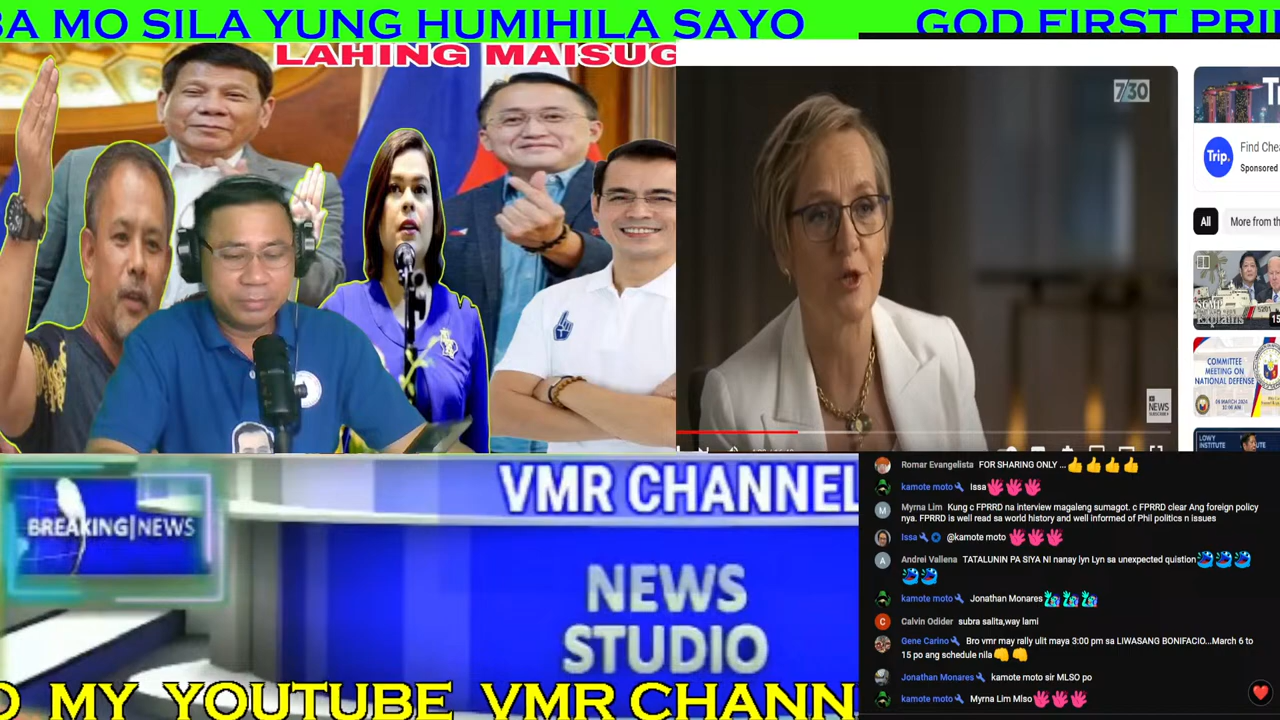 BA MO SILA YUNG HUMIHILA SAYO GOD FIRST PRI
LAHING MAISUG
7/30
NEWS
Trip.
Find Chea
Sponsored
All
More from th
Explains
COMMITTEE
MEETING ON
NATIONAL DEFENSE
LOWY
INSTITUTE
BREAKING|NEWS
VMR CHANNEL
NEWS
STUDIO
O MY YOUTUBE VMR CHANN
Romar Evangelista FOR SHARING ONLY ...👍👍👍👍
kamote moto Issa
Myrna Lim Kung c FPRRD na interview magaleng sumagot. c FPRRD clear Ang foreign policy
nya. FPRRD is well read sa world history and well informed of Phil politics n issues
Issa @kamote moto
Andrei Vallena TATALUNIN PA SIYA NI nanay lyn Lyn sa unexpected quistion
kamote moto Jonathan Monares
Calvin Odider subra salita,way lami
Gene Carino Bro vmr may rally ulit maya 3:00 pm sa LIWASANG BONIFACIO...March 6 to
15 po ang schedule nila
Jonathan Monares kamote moto sir MLSO po
kamote moto Myrna Lim Mlso